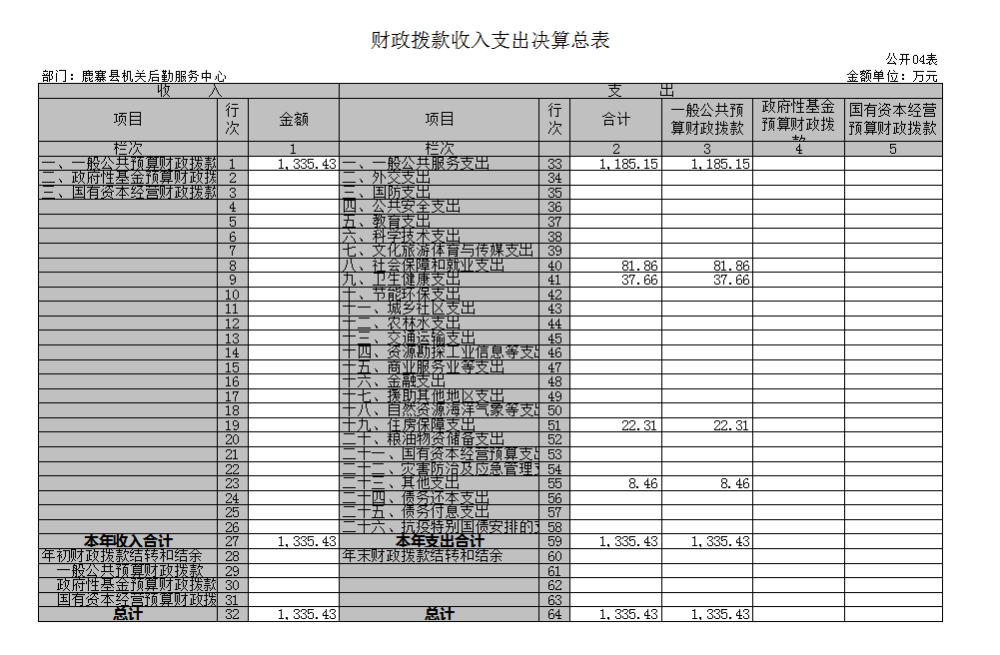 财政拨款收入支出决算总表
公开04表
部门：鹿寨县机关后勤服务中心 金额单位：万元
收 入 支 出
项目 行次 金额 项目 行次 合计 一般公共预算财政拨款 政府性基金预算财政拨款 国有资本经营预算财政拨款
栏次 1 栏次 2 3 4 5
一、一般公共预算财政拨款 1 1,335.43 一、一般公共服务支出 33 1,185.15 1,185.15
二、政府性基金预算财政拨 2 二、外交支出 34
三、国有资本经营财政拨款 3 三、国防支出 35
4 四、公共安全支出 36
5 五、教育支出 37
6 六、科学技术支出 38
7 七、文化旅游体育与传媒支出 39
8 八、社会保障和就业支出 40 81.86 81.86
9 九、卫生健康支出 41 37.66 37.66
10 十、节能环保支出 42
11 十一、城乡社区支出 43
12 十二、农林水支出 44
13 十三、交通运输支出 45
14 十四、资源勘探工业信息等支出 46
15 十五、商业服务业等支出 47
16 十六、金融支出 48
17 十七、援助其他地区支出 49
18 十八、自然资源海洋气象等支出 50
19 十九、住房保障支出 51 22.31 22.31
20 二十、粮油物资储备支出 52
21 二十一、国有资本经营预算支出 53
22 二十二、灾害防治及应急管理支 54
23 二十三、其他支出 55 8.46 8.46
24 二十四、债务还本支出 56
25 二十五、债务付息支出 57
26 二十六、抗疫特别国债安排的支 58
本年收入合计 27 1,335.43 本年支出合计 59 1,335.43 1,335.43
年初财政拨款结转和结余 28 年末财政拨款结转和结余 60
一般公共预算财政拨款 29 61
政府性基金预算财政拨款 30 62
国有资本经营预算财政拨 31 63
总计 32 1,335.43 总计 64 1,335.43 1,335.43